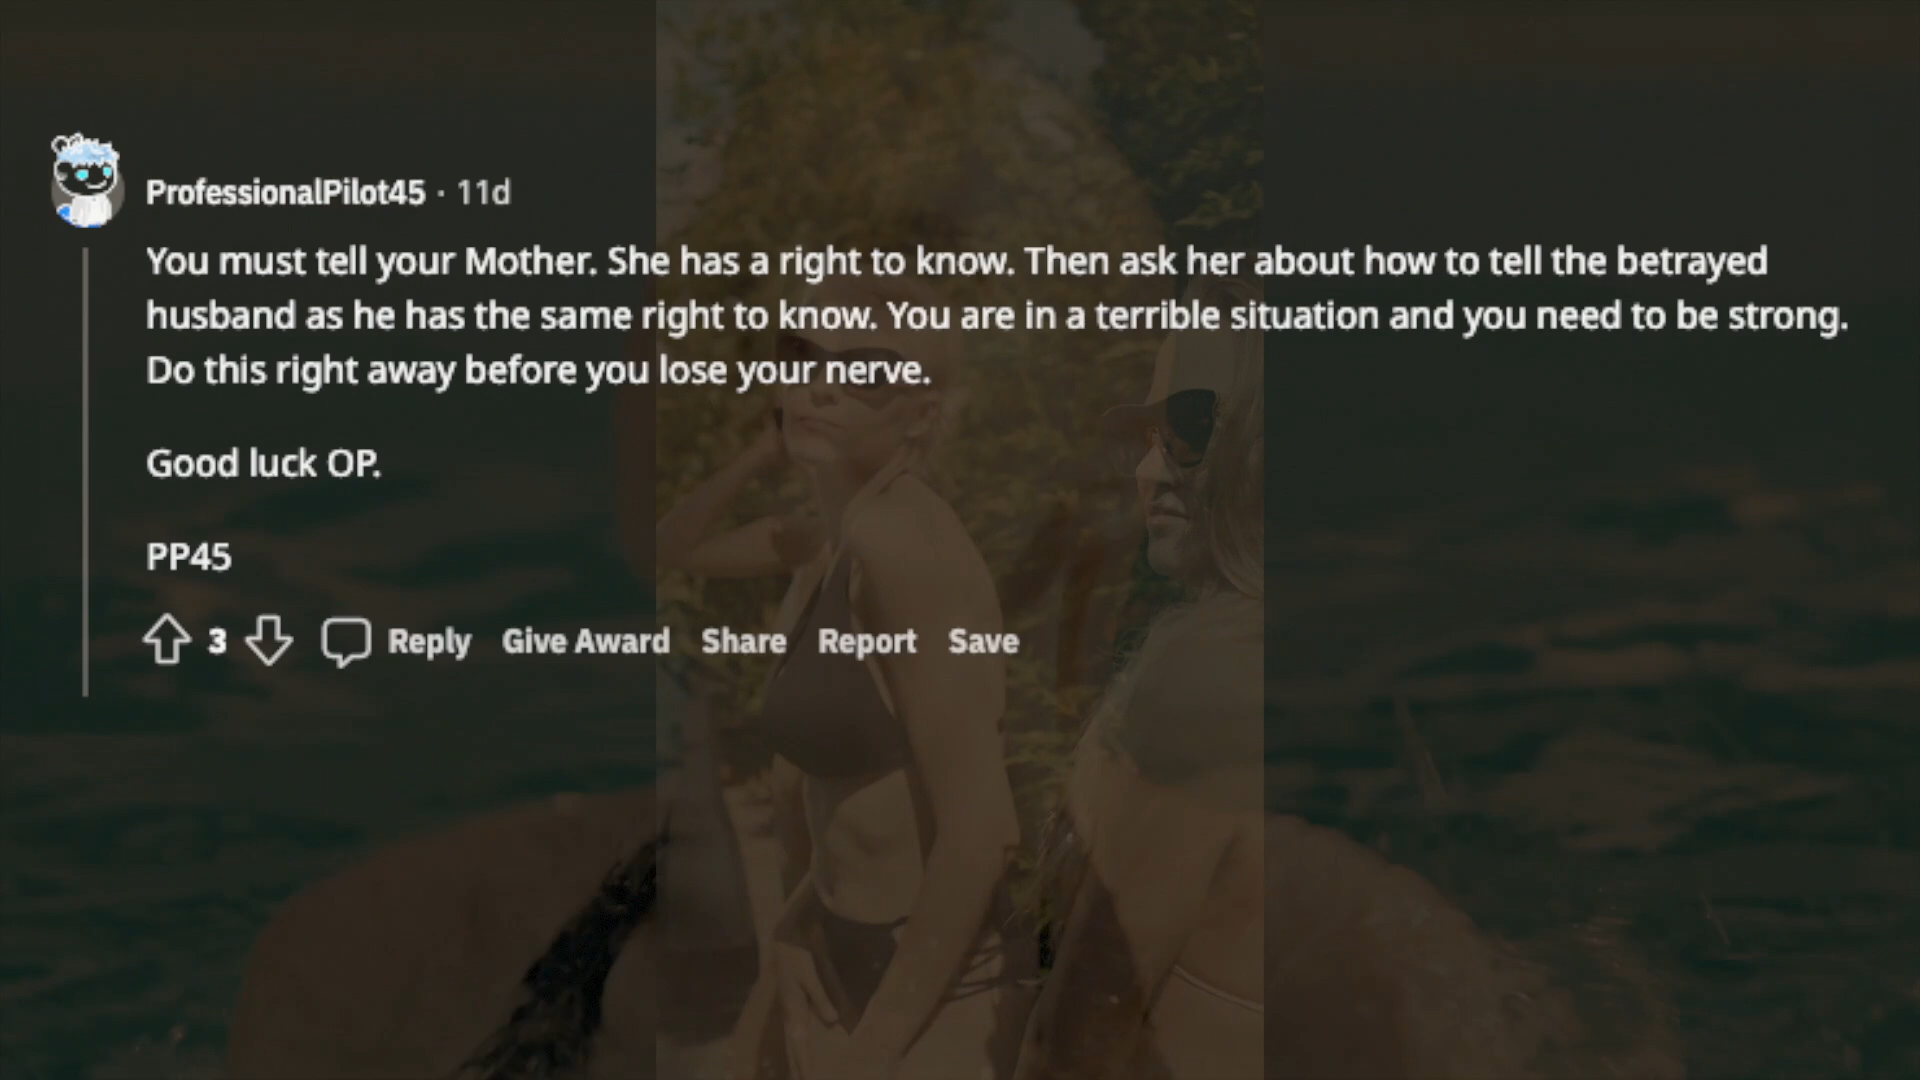 ProfessionalPilot45 · 11d
You must tell your Mother. She has a right to know. Then ask her about how to tell the betrayed
husband as he has the same right to know. You are in a terrible situation and you need to be strong.
Do this right away before you lose your nerve.
Good luck OP.
PP45
3 Reply Give Award Share Report Save